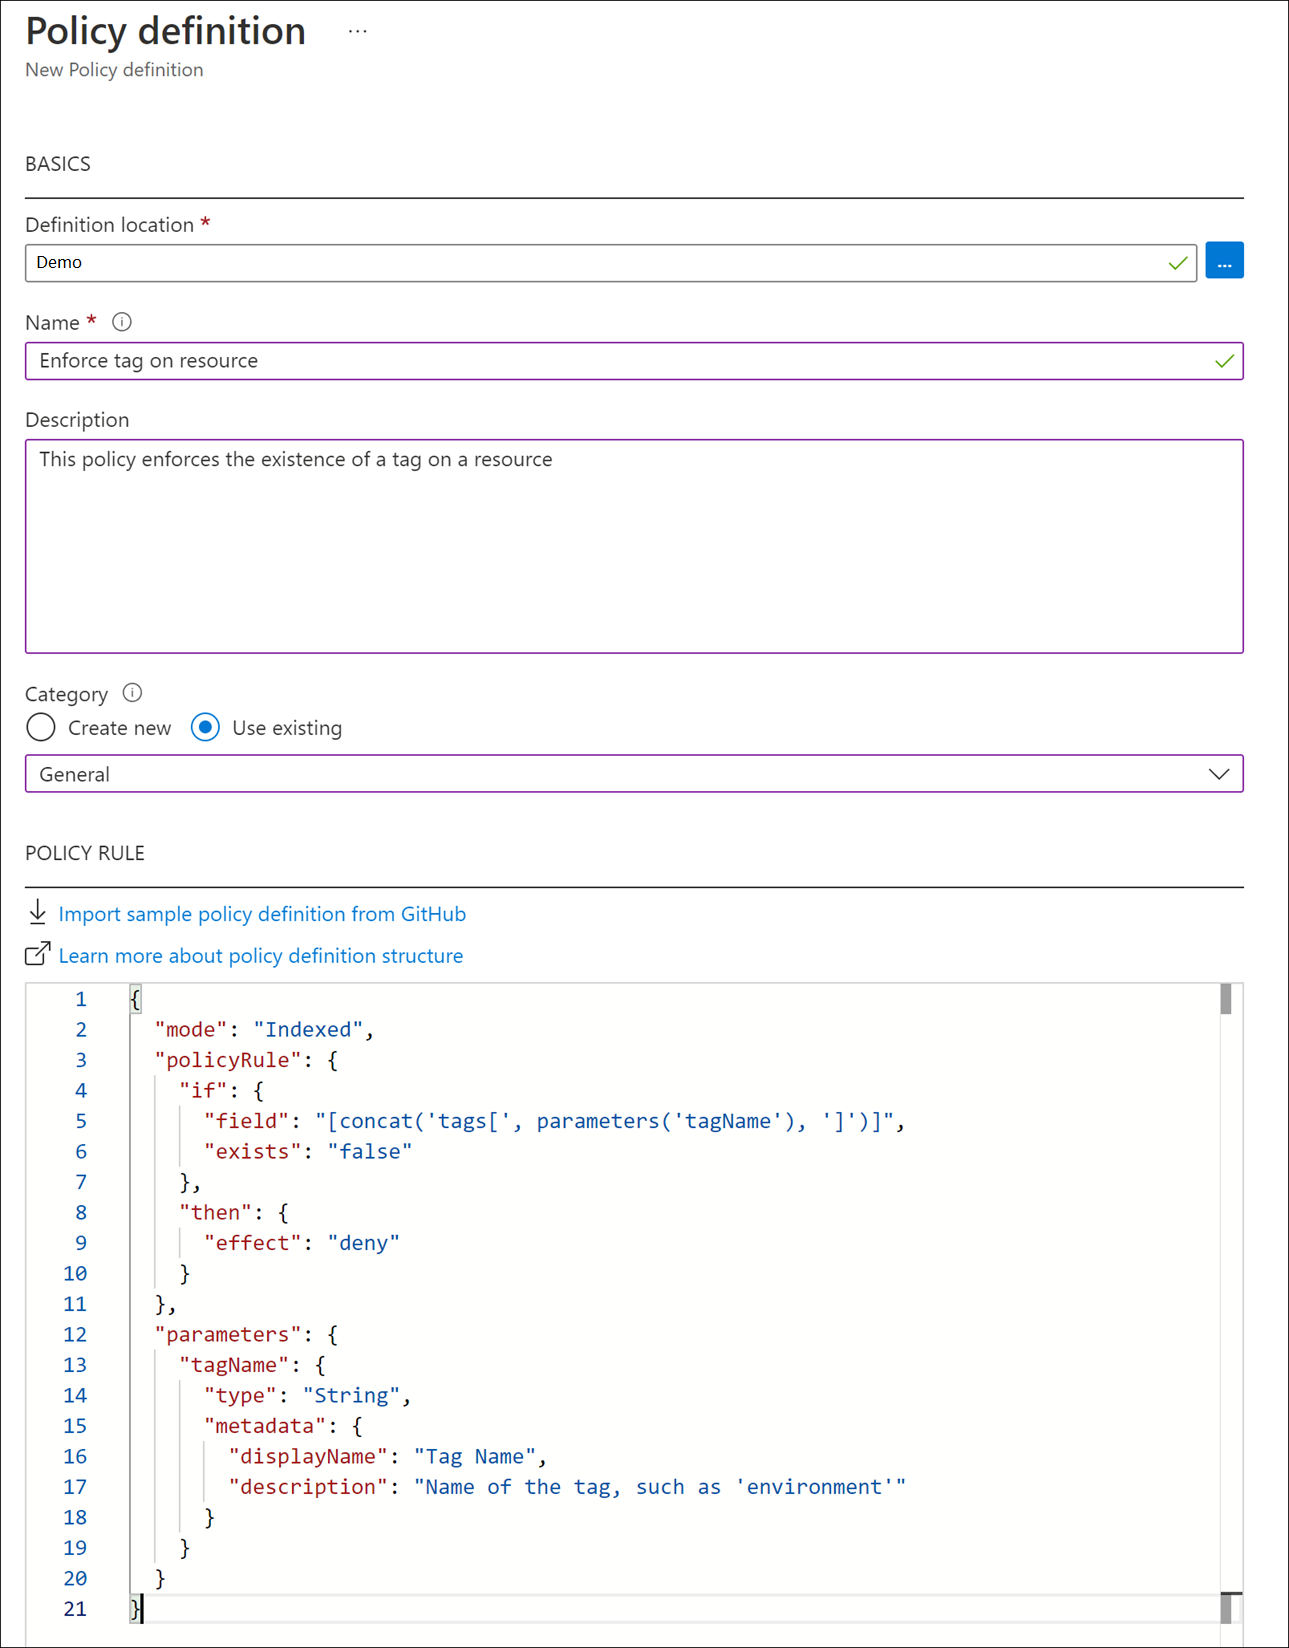 Policy definition ...
New Policy definition
BASICS
Definition location *
Demo
...
Name *
Enforce tag on resource
Description
This policy enforces the existence of a tag on a resource
Category
Create new Use existing
General
POLICY RULE
Import sample policy definition from GitHub
Learn more about policy definition structure
1 {
2 "mode": "Indexed",
3 "policyRule": {
4 "if": {
5 "field": "[concat('tags[', parameters('tagName'), ']')]",
6 "exists": "false"
7 },
8 "then": {
9 "effect": "deny"
10 }
11 },
12 "parameters": {
13 "tagName": {
14 "type": "String",
15 "metadata": {
16 "displayName": "Tag Name",
17 "description": "Name of the tag, such as 'environment'"
18 }
19 }
20 }
21 }